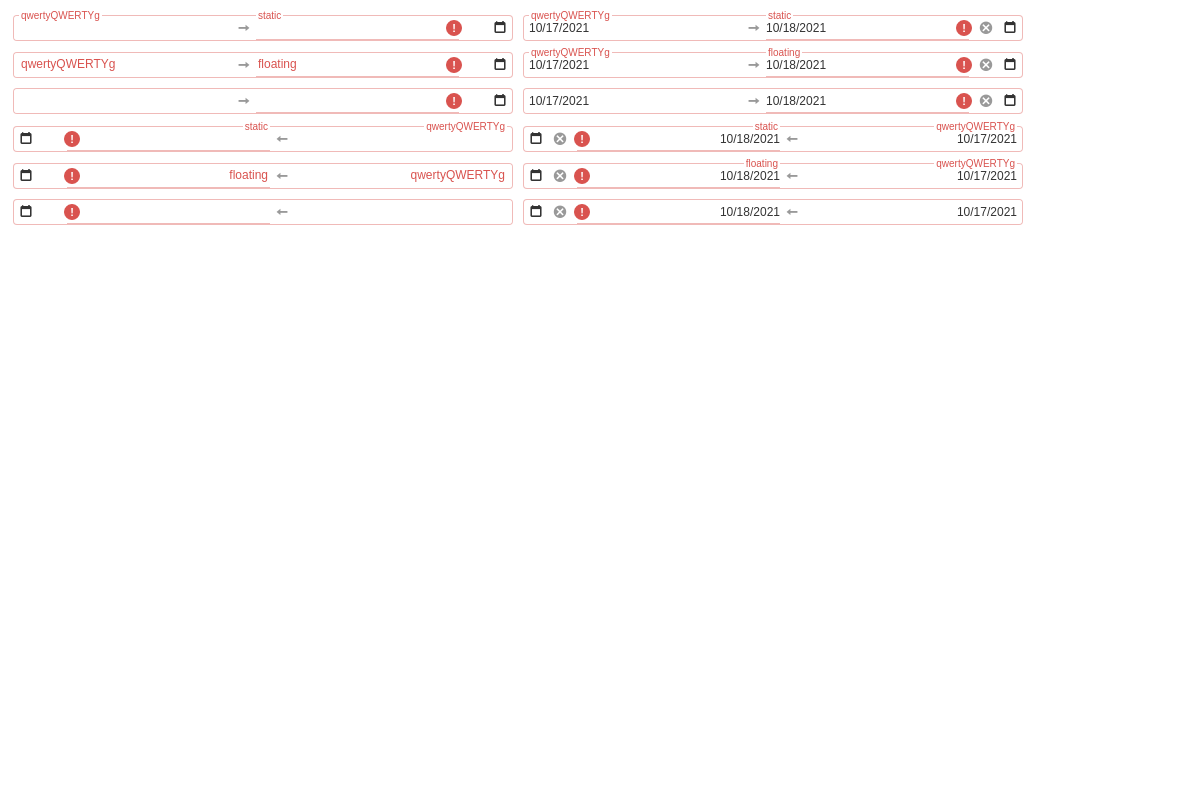 qwertyQWERTYg static qwertyQWERTYg static
10/17/2021 10/18/2021
qwertyQWERTYg floating
qwertyQWERTYg floating 10/17/2021 10/18/2021
10/17/2021 10/18/2021
static qwertyQWERTYg static qwertyQWERTYg
10/18/2021 10/17/2021
floating qwertyQWERTYg
floating qwertyQWERTYg 10/18/2021 10/17/2021
10/18/2021 10/17/2021